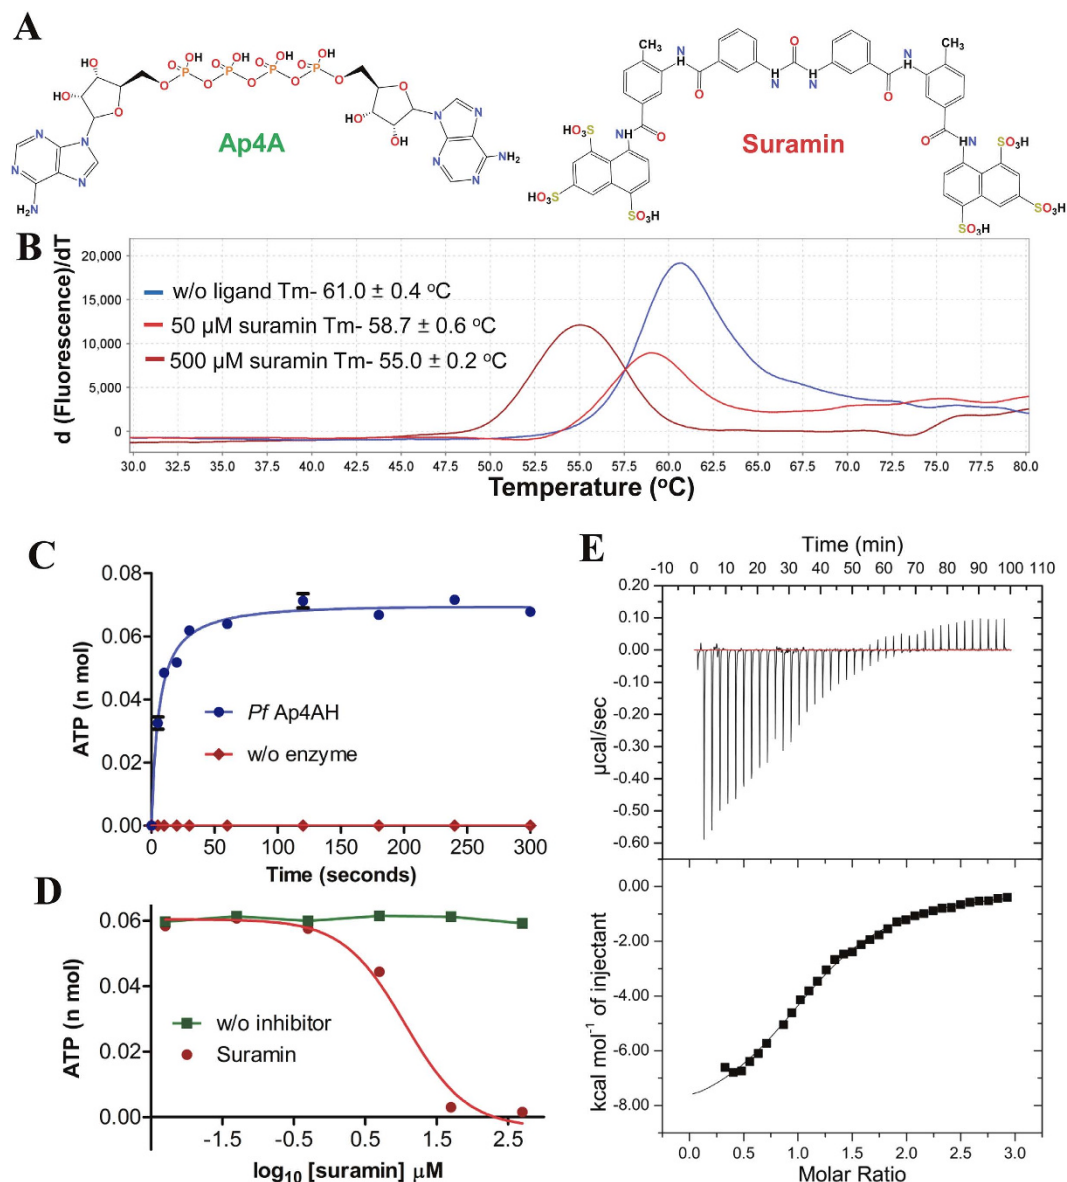 A
Ap4A
Suramin
OH OH OH OH
O P O P O P O P O
HO
HO
O
N
N
N
N
H₂N
OH
OH
NH₂
CH₃
N
H
O
HO₃S
SO₃H
B
d (Fluorescence)/dT
20,000
15,000
10,000
5,000
0
w/o ligand Tm- 61.0 ± 0.4 ºC
50 µM suramin Tm- 58.7 ± 0.6 ºC
500 µM suramin Tm- 55.0 ± 0.2 ºC
30.0 32.5 35.0 37.5 40.0 42.5 45.0 47.5 50.0 52.5 55.0 57.5 60.0 62.5 65.0 67.5 70.0 72.5 75.0 77.5 80.0
Temperature (ºC)
C
ATP (n mol)
0.08
0.06
0.04
0.02
0.00
Pf Ap4AH
w/o enzyme
0 50 100 150 200 250 300
Time (seconds)
D
ATP (n mol)
0.06
0.04
0.02
0.00
w/o inhibitor
Suramin
-1.5 -0.5 0.5 1.5 2.5
log₁₀ [suramin] µM
E
Time (min)
-10 0 10 20 30 40 50 60 70 80 90 100 110
0.20
0.10
0.00
-0.10
-0.20
-0.30
-0.40
-0.50
-0.60
µcal/sec
0.00
-2.00
-4.00
-6.00
-8.00
kcal mol⁻¹ of injectant
0.0 0.5 1.0 1.5 2.0 2.5 3.0
Molar Ratio